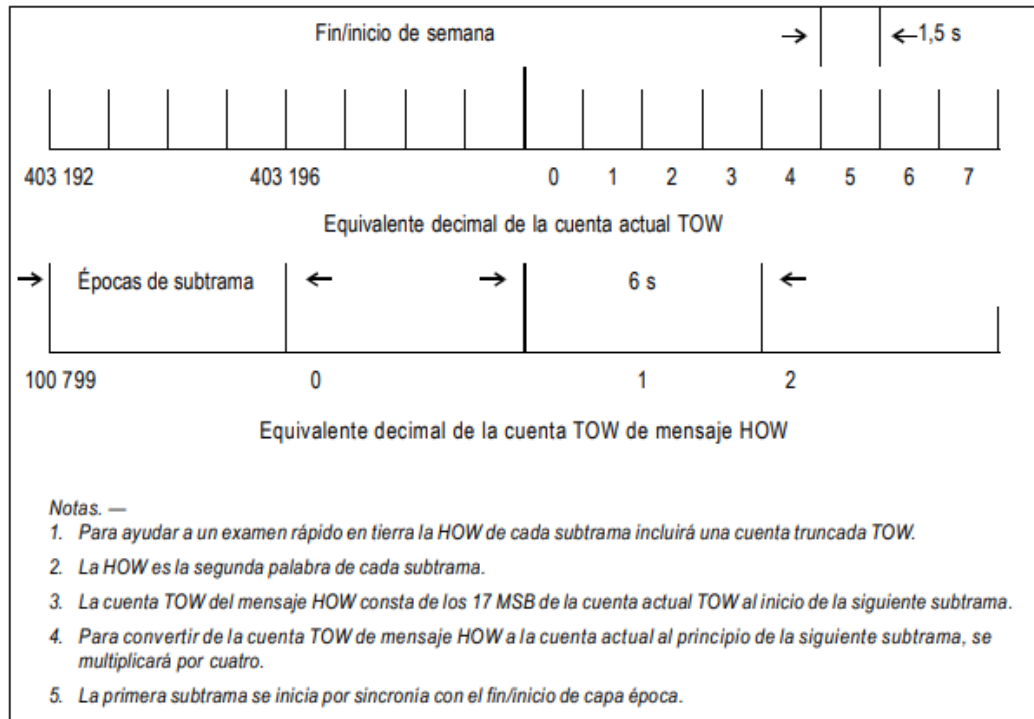 Fin/inicio de semana → ←1,5 s
403 192 403 196 0 1 2 3 4 5 6 7
Equivalente decimal de la cuenta actual TOW
→ Épocas de subtrama ← → 6 s ←
100 799 0 1 2
Equivalente decimal de la cuenta TOW de mensaje HOW
Notas. —
1. Para ayudar a un examen rápido en tierra la HOW de cada subtrama incluirá una cuenta truncada TOW.
2. La HOW es la segunda palabra de cada subtrama.
3. La cuenta TOW del mensaje HOW consta de los 17 MSB de la cuenta actual TOW al inicio de la siguiente subtrama.
4. Para convertir de la cuenta TOW de mensaje HOW a la cuenta actual al principio de la siguiente subtrama, se
multiplicará por cuatro.
5. La primera subtrama se inicia por sincronía con el fin/inicio de capa época.